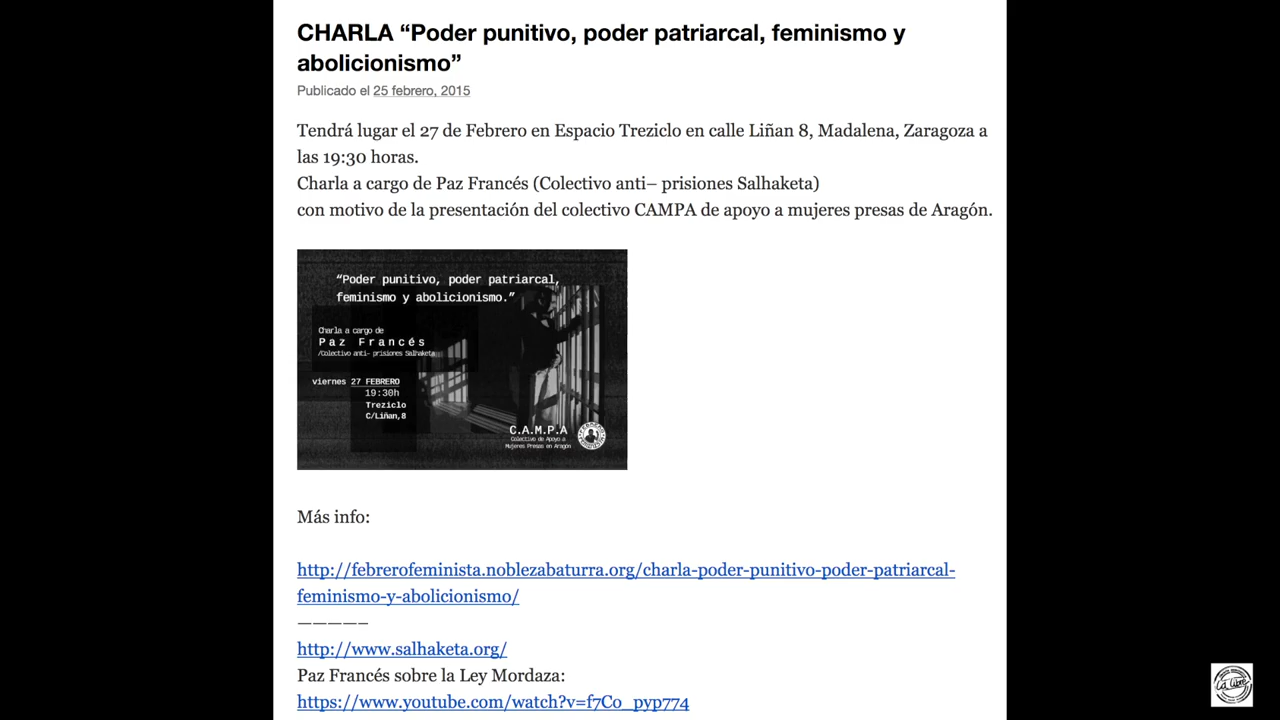 CHARLA “Poder punitivo, poder patriarcal, feminismo y
abolicionismo”
Publicado el 25 febrero, 2015
Tendrá lugar el 27 de Febrero en Espacio Treziclo en calle Liñan 8, Madalena, Zaragoza a
las 19:30 horas.
Charla a cargo de Paz Francés (Colectivo anti– prisiones Salhaketa)
con motivo de la presentación del colectivo CAMPA de apoyo a mujeres presas de Aragón.
“Poder punitivo, poder patriarcal,
feminismo y abolicionismo.”
Charla a cargo de
Paz Francés
/Colectivo anti- prisiones Salhaketa
viernes 27 FEBRERO
19:30h
Treziclo
C/Liñan,8
C.A.M.P.A
Colectivo de Apoyo a
Mujeres Presas en Aragón
Más info:
http://febrerofeminista.noblezabaturra.org/charla-poder-punitivo-poder-patriarcal-
feminismo-y-abolicionismo/
—————–
http://www.salhaketa.org/
Paz Francés sobre la Ley Mordaza:
https://www.youtube.com/watch?v=f7Co_pyp774